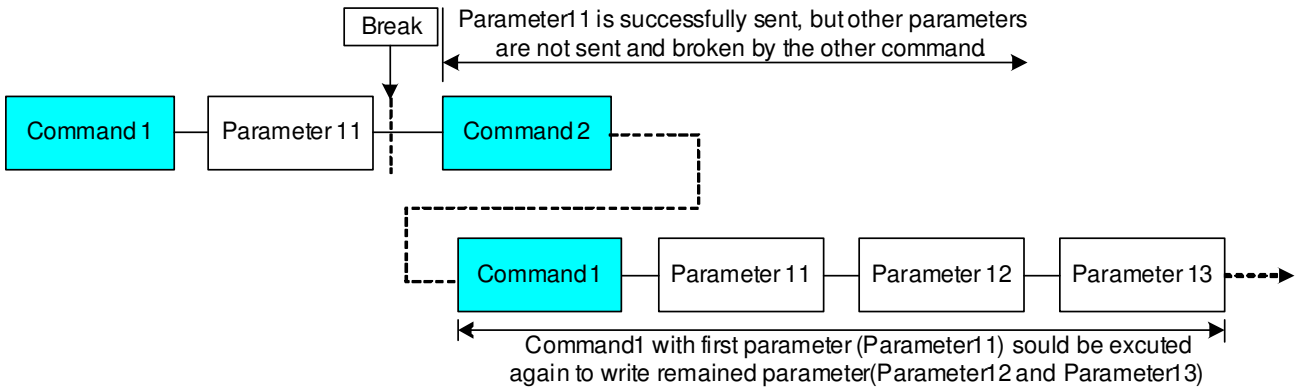 Break
Parameter11 is successfully sent, but other parameters
are not sent and broken by the other command.
Command 1
Parameter 11
Command 2
Command1
Parameter 11
Parameter 12
Parameter 13
Command1 with first parameter (Parameter11) sould be excuted
again to write remained parameter(Parameter12 and Parameter13)